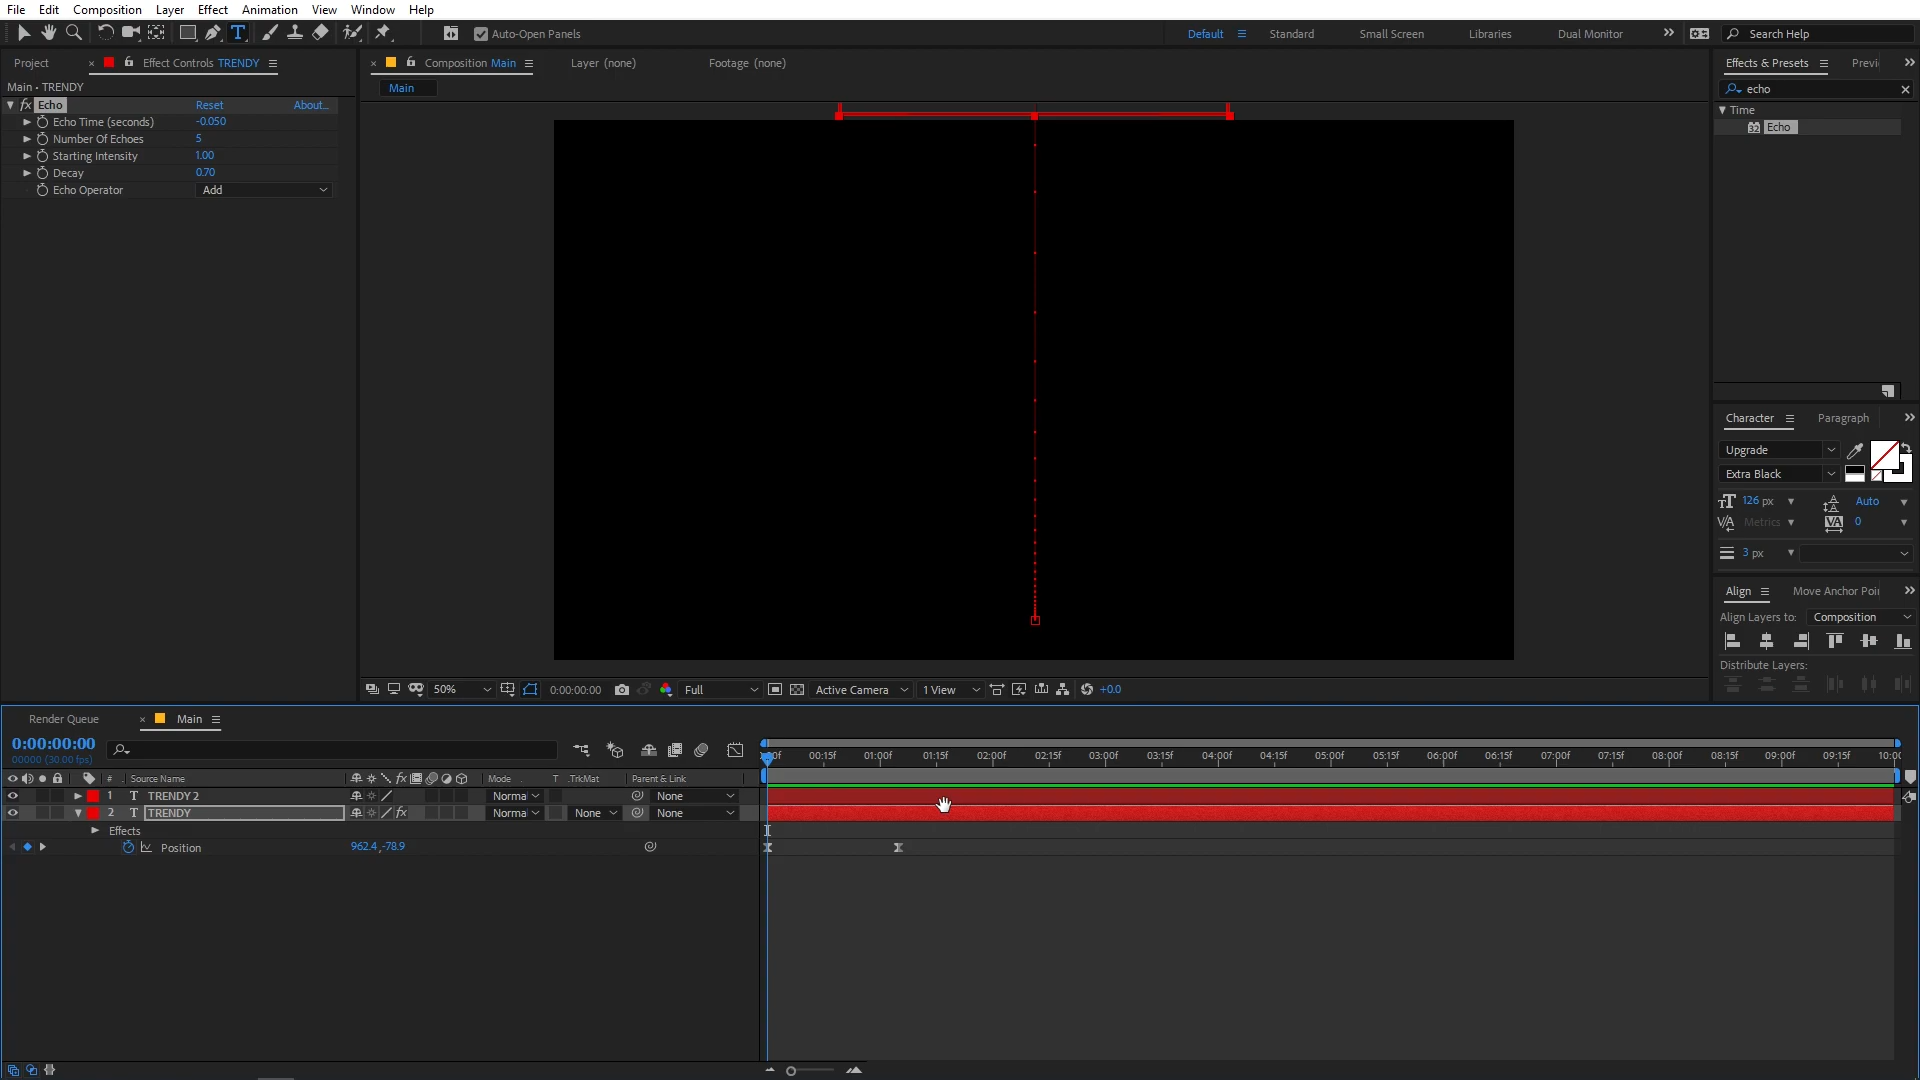 File Edit Composition Layer Effect Animation View Window Help
Auto-Open Panels
Default Standard Small Screen Libraries Dual Monitor Search Help
Project Effect Controls TRENDY
Main • TRENDY
fx Echo Reset About...
Echo Time (seconds) -0.050
Number Of Echoes 5
Starting Intensity 1.00
Decay 0.70
Echo Operator Add
Composition Main Layer (none) Footage (none)
Main
Effects & Presets Previ
echo
Time
32 Echo
Character Paragraph
Upgrade
Extra Black
126 px Auto
Metrics 0
3 px
Align Move Anchor Poi
Align Layers to: Composition
Distribute Layers:
50% 0:00:00:00 Full Active Camera 1 View +0.0
Render Queue Main
0:00:00:00
00000 (30.00 fps)
00f 00:15f 01:00f 01:15f 02:00f 02:15f 03:00f 03:15f 04:00f 04:15f 05:00f 05:15f 06:00f 06:15f 07:00f 07:15f 08:00f 08:15f 09:00f 09:15f 10:00
# Source Name fx Mode T .TrkMat Parent & Link
1 T TRENDY 2 Norma None
2 T TRENDY fx Norma None None
Effects
Position 962.4,-78.9